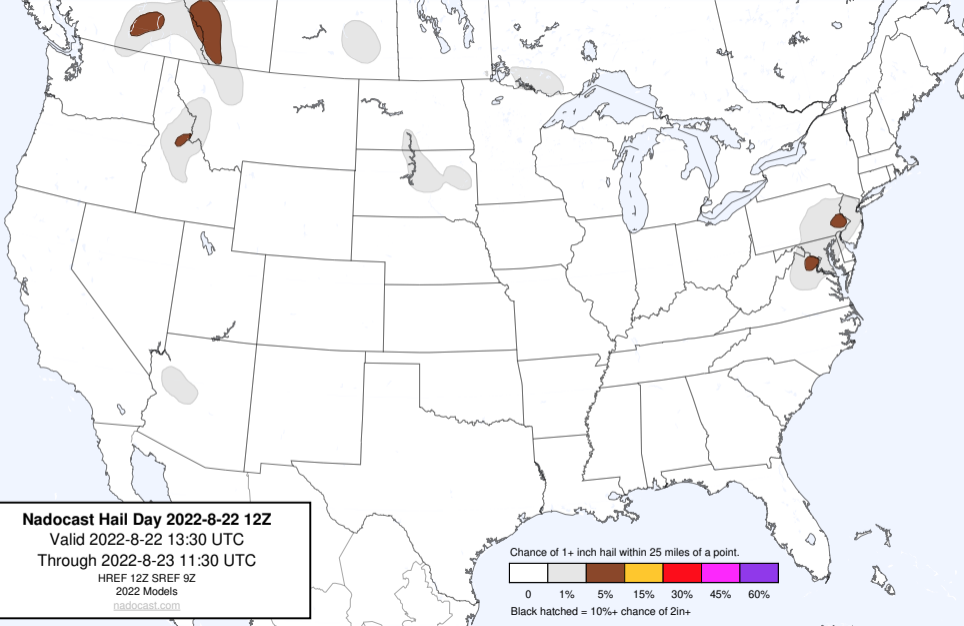 Nadocast Hail Day 2022-8-22 12Z
Valid 2022-8-22 13:30 UTC
Through 2022-8-23 11:30 UTC
HREF 12Z SREF 9Z
2022 Models
nadocast.com
Chance of 1+ inch hail within 25 miles of a point.
0 1% 5% 15% 30% 45% 60%
Black hatched = 10%+ chance of 2in+